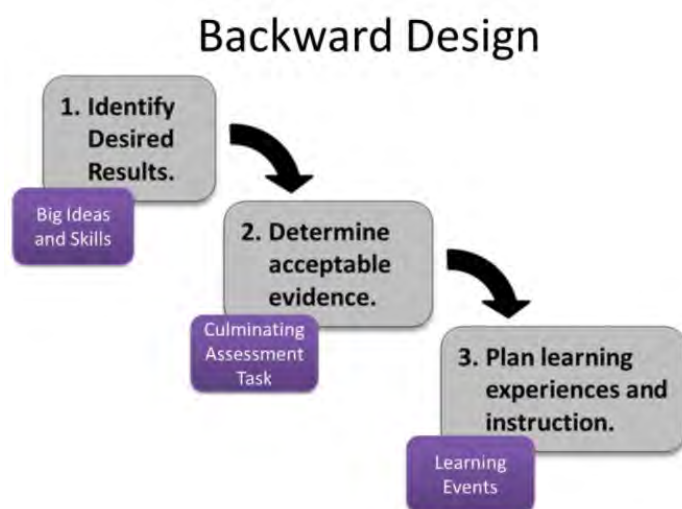 Backward Design
1. Identify
Desired
Results.
Big Ideas
and Skills
2. Determine
acceptable
evidence.
Culminating
Assessment
Task
3. Plan learning
experiences and
instruction.
Learning
Events